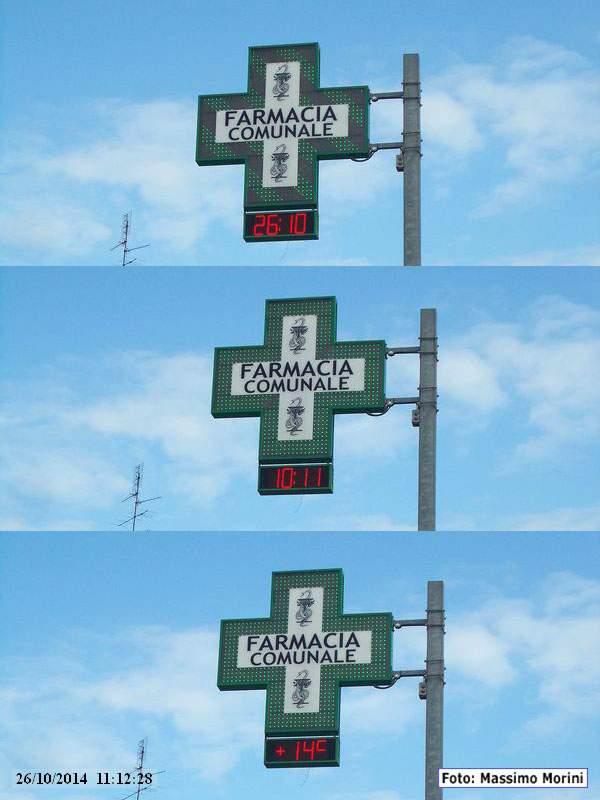 FARMACIA
COMUNALE
26:10
FARMACIA
COMUNALE
10:11
FARMACIA
COMUNALE
+14c
26/10/2014 11:12:28
Foto: Massimo Morini